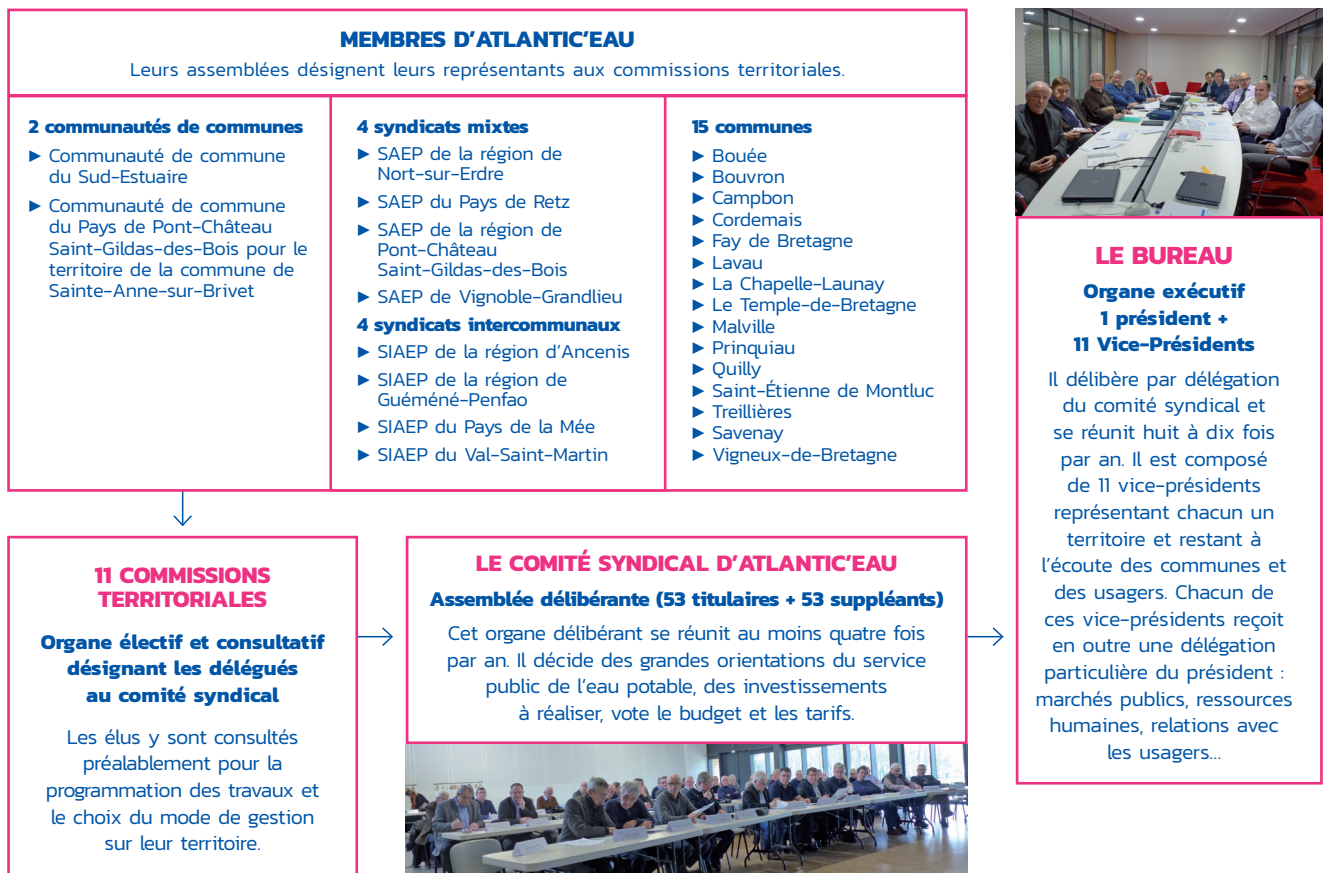 MEMBRES D'ATLANTIC'EAU
Leurs assemblées désignent leurs représentants aux commissions territoriales.
2 communautés de communes
► Communauté de commune
du Sud-Estuaire
► Communauté de commune
du Pays de Pont-Château
Saint-Gildas-des-Bois pour le
territoire de la commune de
Sainte-Anne-sur-Brivet
4 syndicats mixtes
► SAEP de la région de
Nort-sur-Erdre
► SAEP du Pays de Retz
► SAEP de la région de
Pont-Château
Saint-Gildas-des-Bois
► SAEP de Vignoble-Grandlieu
4 syndicats intercommunaux
► SIAEP de la région d'Ancenis
► SIAEP de la région de
Guéméné-Penfao
► SIAEP du Pays de la Mée
► SIAEP du Val-Saint-Martin
15 communes
► Bouée
► Bouvron
► Campbon
► Cordemais
► Fay de Bretagne
► Lavau
► La Chapelle-Launay
► Le Temple-de-Bretagne
► Malville
► Prinquiau
► Quilly
► Saint-Étienne de Montluc
► Treillières
► Savenay
► Vigneux-de-Bretagne
11 COMMISSIONS
TERRITORIALES
Organe électif et consultatif
désignant les délégués
au comité syndical
Les élus y sont consultés
préalablement pour la
programmation des travaux et
le choix du mode de gestion
sur leur territoire.
LE COMITÉ SYNDICAL D'ATLANTIC'EAU
Assemblée délibérante (53 titulaires + 53 suppléants)
Cet organe délibérant se réunit au moins quatre fois
par an. Il décide des grandes orientations du service
public de l'eau potable, des investissements
à réaliser, vote le budget et les tarifs.
LE BUREAU
Organe exécutif
1 président +
11 Vice-Présidents
Il délibère par délégation
du comité syndical et
se réunit huit à dix fois
par an. Il est composé
de 11 vice-présidents
représentant chacun un
territoire et restant à
l'écoute des communes et
des usagers. Chacun de
ces vice-présidents reçoit
en outre une délégation
particulière du président :
marchés publics, ressources
humaines, relations avec
les usagers...